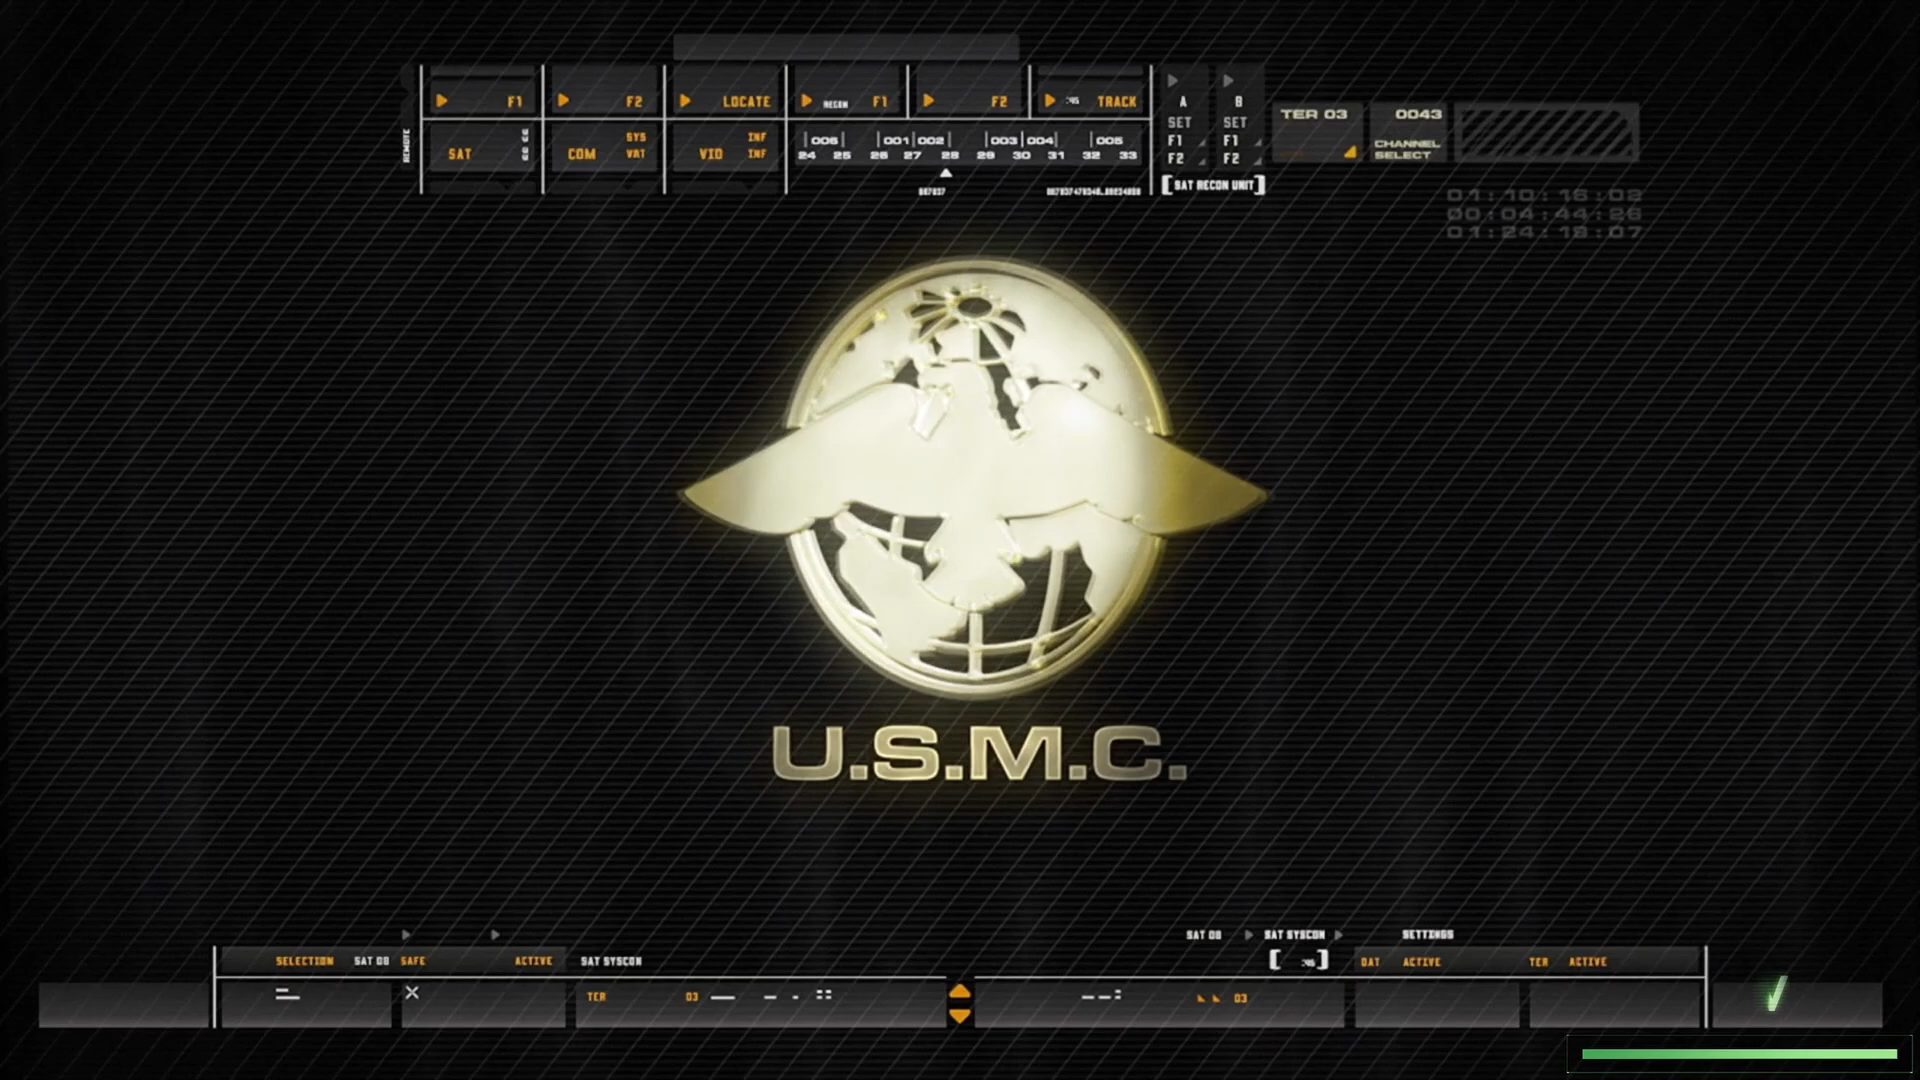 F1
F2
LOCATE
RECON F1
F2
TRACK
A
B
REMOTE
SAT
COM
SYS
VAT
VID
INF
INF
006 001 002 003 004 005
24 25 26 27 28 29 30 31 32 33
SET
F1
F2
SET
F1
F2
[SAT RECON UNIT]
TER 03
0043
CHANNEL
SELECT
01:10:16:02
00:04:44:26
01:24:19:07
U.S.M.C.
SAT 08 SAT SYSCON SETTINGS
SELECTION SAT 08 SAFE ACTIVE SAT SYSCON
DAT ACTIVE TER ACTIVE
TER 03
03